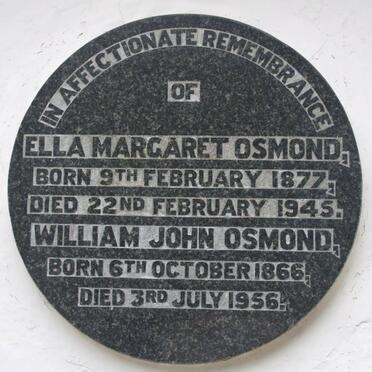 IN AFFECTIONATE REMEMBRANCE
OF
ELLA MARGARET OSMOND,
BORN 9TH FEBRUARY 1877,
DIED 22ND FEBRUARY 1945.
WILLIAM JOHN OSMOND,
BORN 6TH OCTOBER 1866,
DIED 3RD JULY 1956.